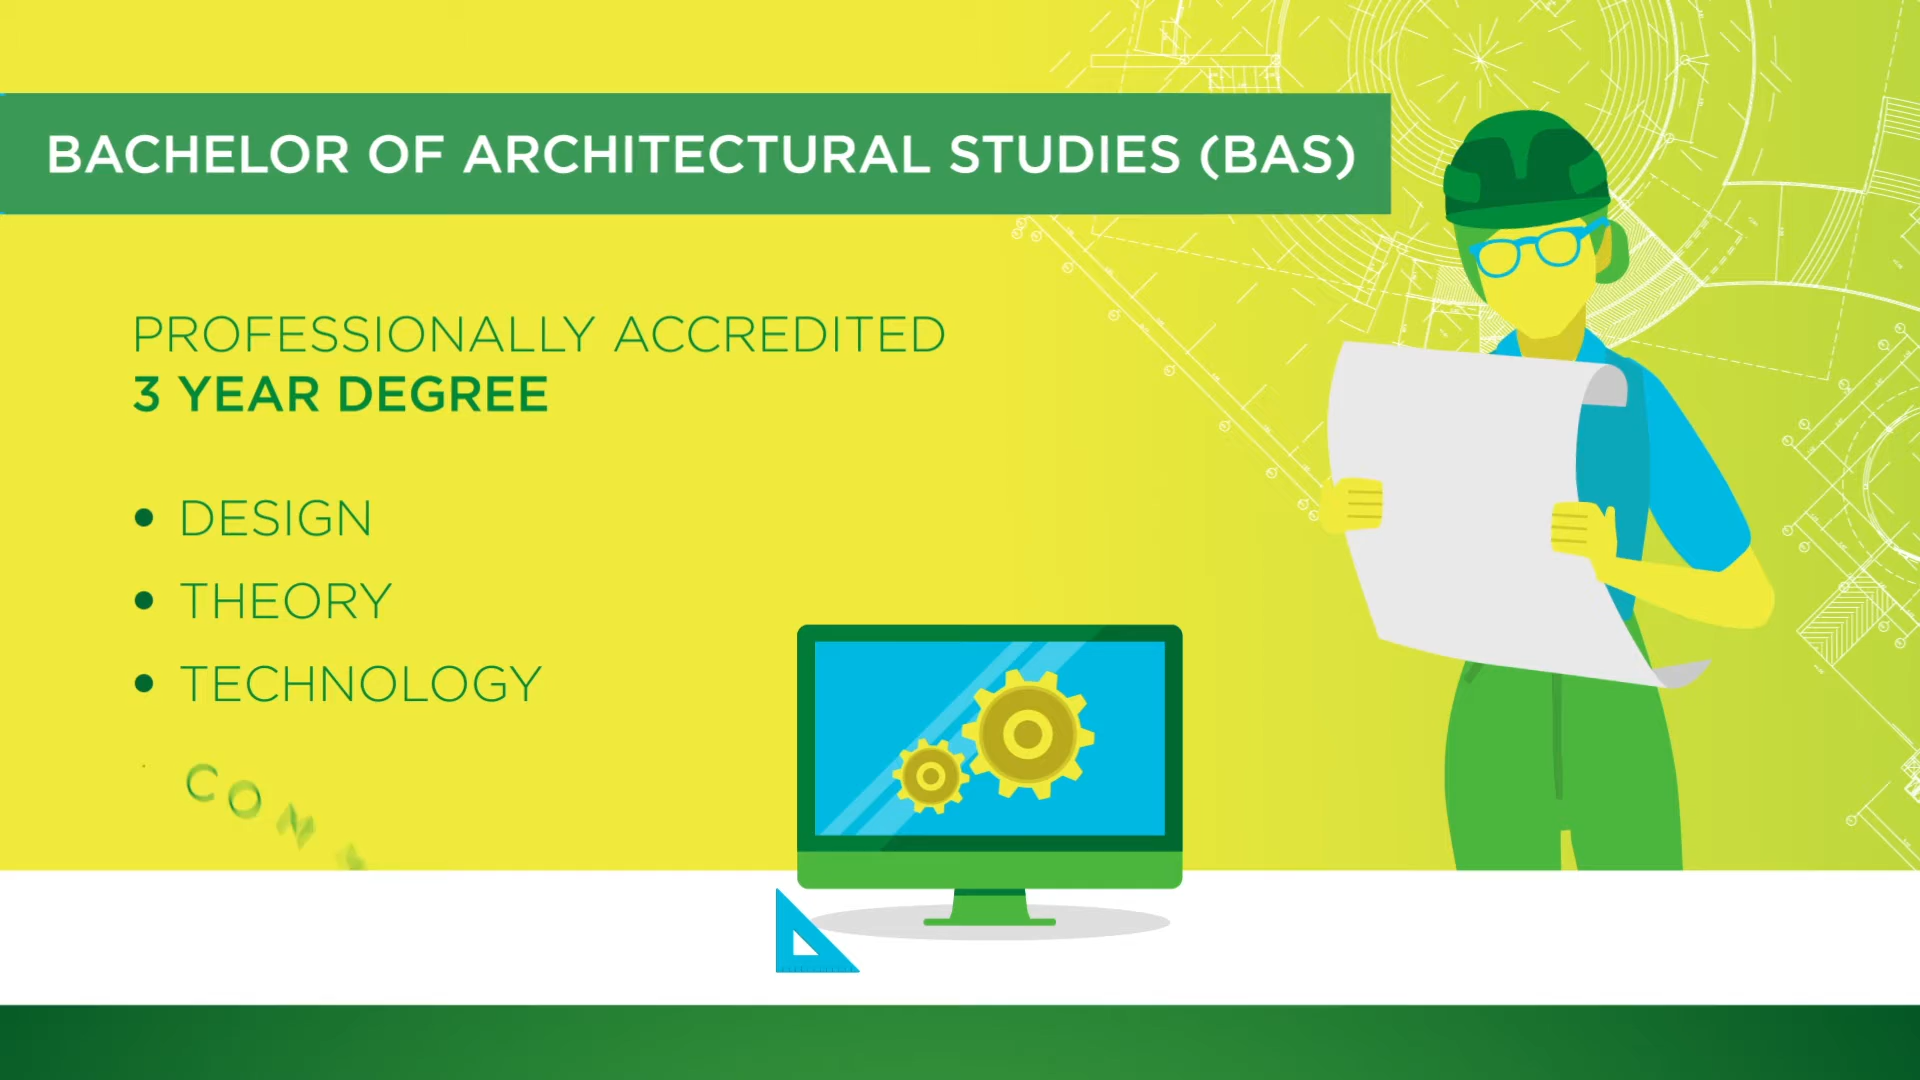 BACHELOR OF ARCHITECTURAL STUDIES (BAS)
PROFESSIONALLY ACCREDITED
3 YEAR DEGREE
• DESIGN
• THEORY
• TECHNOLOGY